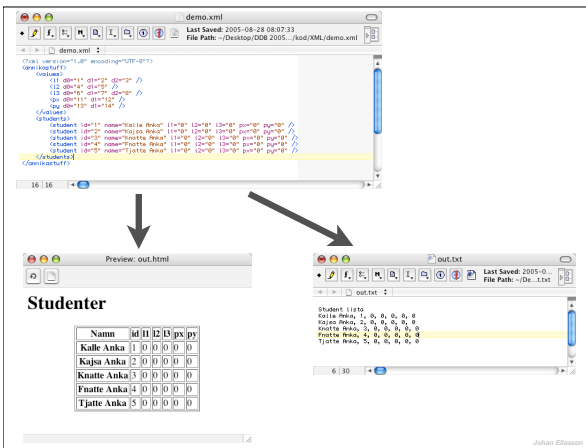 demo.xml
Last Saved: 2005-08-28 08:07:33
File Path: ~/Desktop/DDB 2005.../kod/XML/demo.xml
demo.xml
<?xml version="1.0" encoding="UTF-8"?>
<annikastuff>
<values>
<l1 d0="1" d1="2" d2="3" />
<l2 d0="4" d1="5" />
<l3 d0="6" d1="7" d2="8" />
<px d0="11" d1="12" />
<py d0="13" d1="14" />
</values>
<students>
<student id="1" name="Kalle Anka" l1="0" l2="0" l3="0" px="0" py="0" />
<student id="2" name="Kajsa Anka" l1="0" l2="0" l3="0" px="0" py="0" />
<student id="3" name="Knatte Anka" l1="0" l2="0" l3="0" px="0" py="0" />
<student id="4" name="Fnatte Anka" l1="0" l2="0" l3="0" px="0" py="0" />
<student id="5" name="Tjatte Anka" l1="0" l2="0" l3="0" px="0" py="0" />
</students>
</annikastuff>
16 16
Preview: out.html
Studenter
Namn id l1 l2 l3 px py
Kalle Anka 1 0 0 0 0 0
Kajsa Anka 2 0 0 0 0 0
Knatte Anka 3 0 0 0 0 0
Fnatte Anka 4 0 0 0 0 0
Tjatte Anka 5 0 0 0 0 0
out.txt
Last Saved: 2005-0...
File Path: ~/De...t.txt
out.txt
Student lista
Kalle Anka, 1, 0, 0, 0, 0, 0
Kajsa Anka, 2, 0, 0, 0, 0, 0
Knatte Anka, 3, 0, 0, 0, 0, 0
Fnatte Anka, 4, 0, 0, 0, 0, 0
Tjatte Anka, 5, 0, 0, 0, 0, 0
6 30
Johan Eliasson